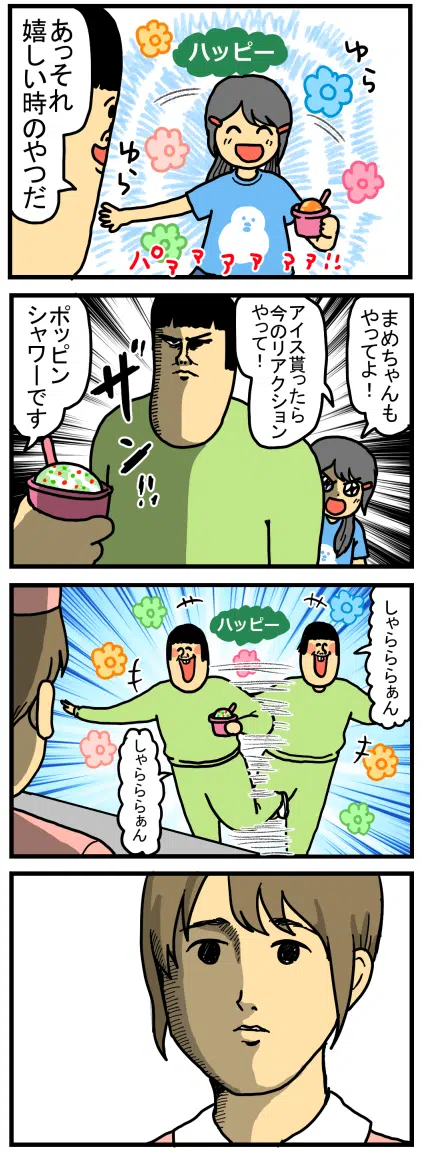 ハッピー
ゆら
ゆら
あっそれ
嬉しい時のやつだ
パァァァァァァ!!
まめちゃんも
やってよ!
アイス貰ったら
今のリアクション
やって!
ザンッ!!
ポッピン
シャワーです
ハッピー
しゃらららぁん
しゃらららぁん